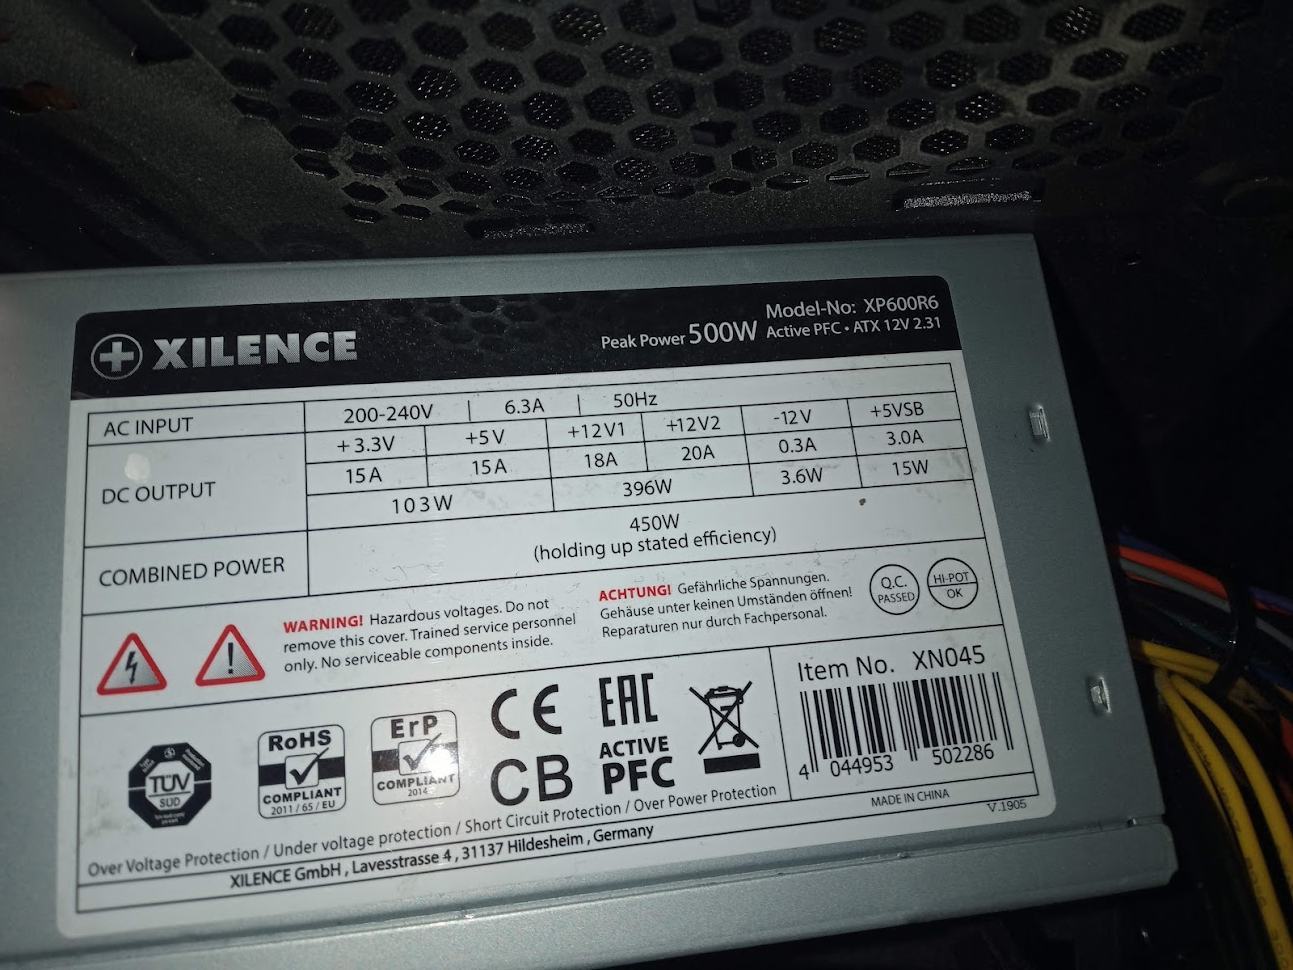 XILENCE
Peak Power 500W
Model-No: XP600R6
Active PFC • ATX 12V 2.31
AC INPUT 200-240V | 6.3A | 50Hz
DC OUTPUT
+3.3V +5V +12V1 +12V2 -12V +5VSB
15A 15A 18A 20A 0.3A 3.0A
103W 396W 3.6W 15W
COMBINED POWER
450W
(holding up stated efficiency)
WARNING! Hazardous voltages. Do not
remove this cover. Trained service personnel
only. No serviceable components inside.
ACHTUNG! Gefährliche Spannungen.
Gehäuse unter keinen Umständen öffnen!
Reparaturen nur durch Fachpersonal.
Q.C.
PASSED
HI-POT
OK
TÜV
SUD
RoHS
COMPLIANT
2011/65/EU
ErP
COMPLIANT
2014
CE
CB
EAC
ACTIVE
PFC
Item No. XN045
4 044953 502286
Over Voltage Protection / Under voltage protection / Short Circuit Protection / Over Power Protection
XILENCE GmbH, Lavesstrasse 4, 31137 Hildesheim, Germany
MADE IN CHINA
V.1905